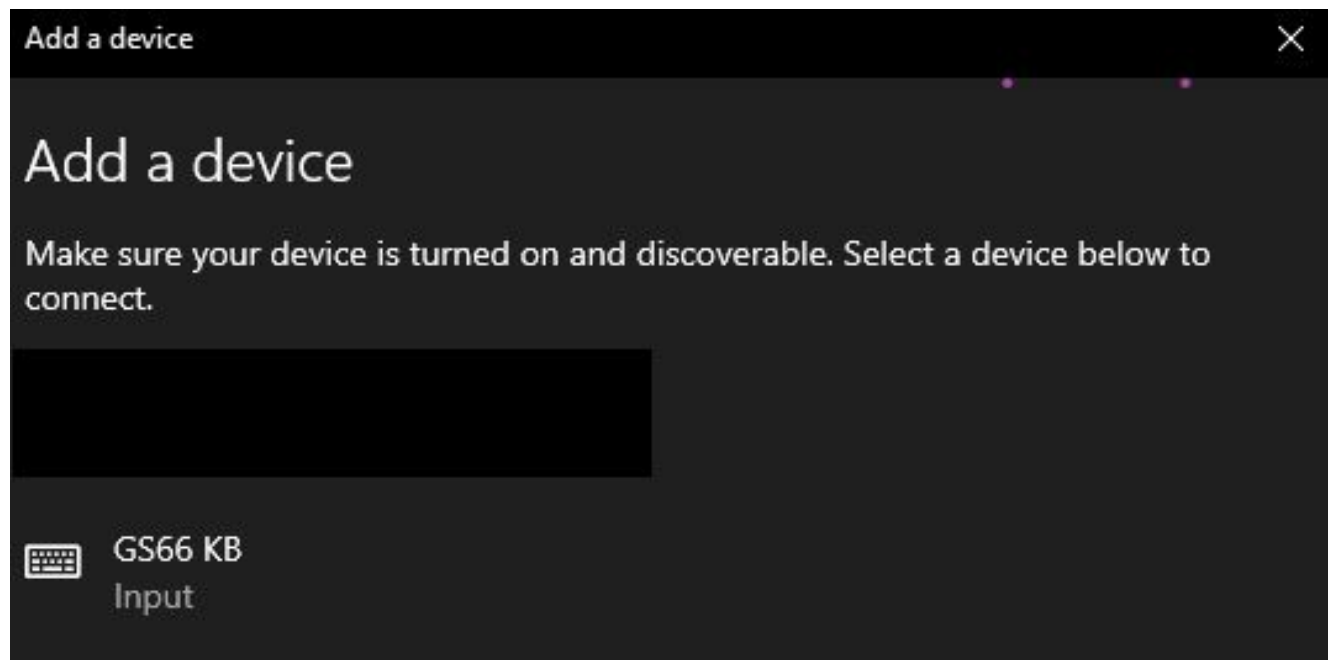 Add a device
Add a device
Make sure your device is turned on and discoverable. Select a device below to
connect.
GS66 KB
Input